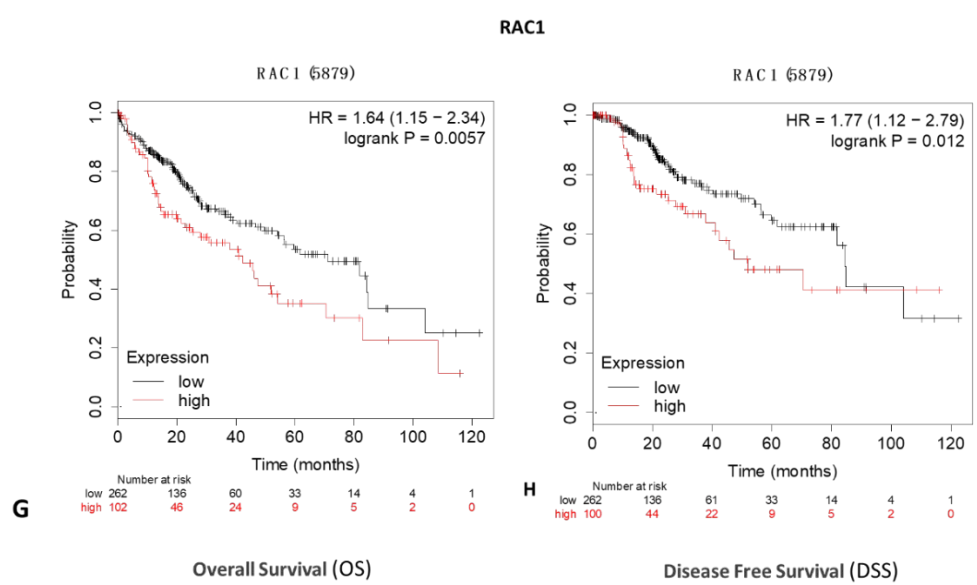 RAC1
RAC1 (5879)
HR = 1.64 (1.15 − 2.34)
logrank P = 0.0057
Probability
1.0
0.8
0.6
0.4
0.2
0.0
Expression
low
high
0 20 40 60 80 100 120
Time (months)
Number at risk
low 262 136 60 33 14 4 1
high 102 46 24 9 5 2 0
G
Overall Survival (OS)
RAC1 (5879)
HR = 1.77 (1.12 − 2.79)
logrank P = 0.012
Probability
1.0
0.8
0.6
0.4
0.2
0.0
Expression
low
high
0 20 40 60 80 100 120
Time (months)
H
Number at risk
low 262 136 61 33 14 4 1
high 100 44 22 9 5 2 0
Disease Free Survival (DSS)